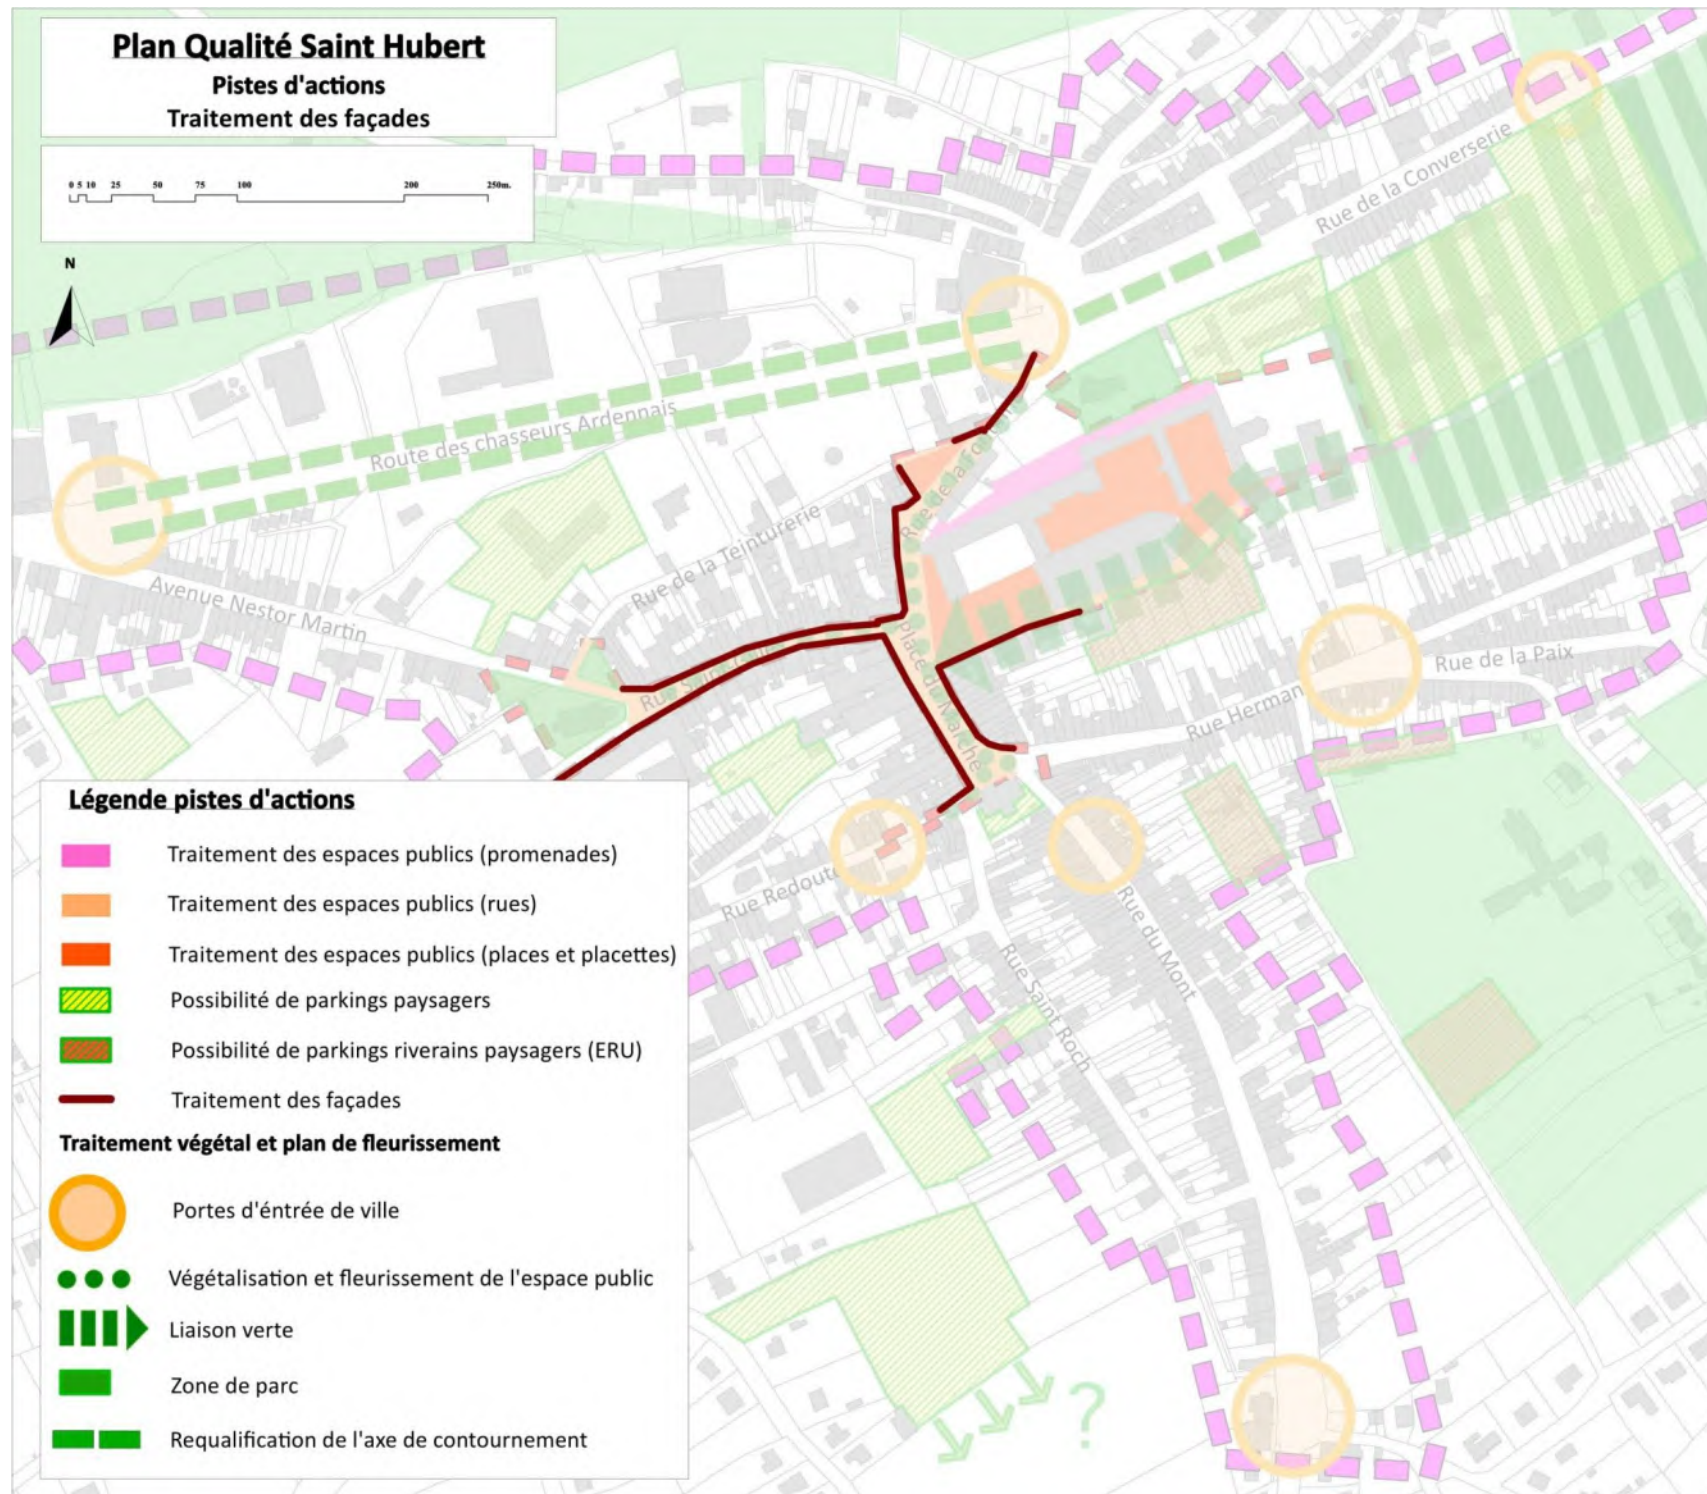 Plan Qualité Saint Hubert
Pistes d'actions
Traitement des façades
0 5 10 25 50 75 100 200 250m.
N
Rue de la Converserie
Route des chasseurs Ardennais
Rue de la Teinturerie
Avenue Nestor Martin
Place du Marché
Rue de la Paix
Rue Herman
Rue Redouté
Rue du Mont
Rue Saint Roch
?
Légende pistes d'actions
Traitement des espaces publics (promenades)
Traitement des espaces publics (rues)
Traitement des espaces publics (places et placettes)
Possibilité de parkings paysagers
Possibilité de parkings riverains paysagers (ERU)
Traitement des façades
Traitement végétal et plan de fleurissement
Portes d'éntrée de ville
Végétalisation et fleurissement de l'espace public
Liaison verte
Zone de parc
Requalification de l'axe de contournement